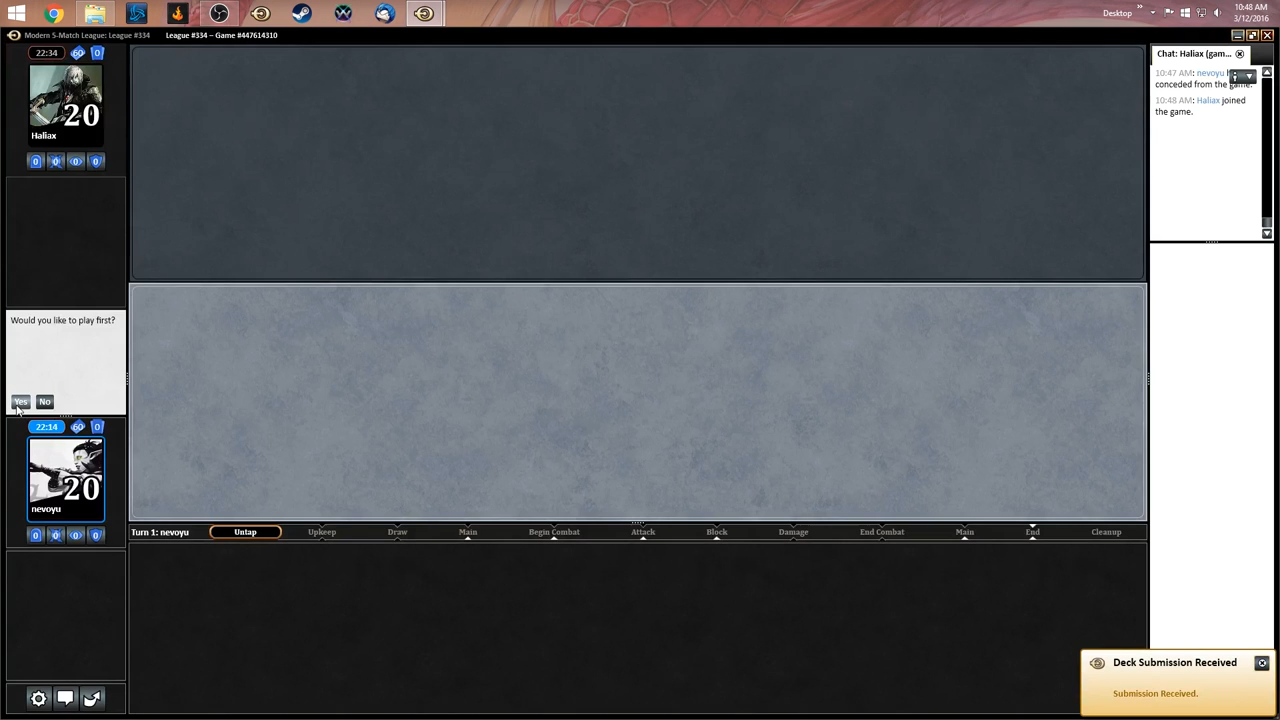 Desktop
10:48 AM
3/12/2016
Modern 5-Match League: League #334
League #334 – Game #447614310
22:34
60
0
20
Haliax
0
0
0
0
Would you like to play first?
Yes
No
22:14
60
0
20
nevoyu
0
0
0
0
Turn 1: nevoyu
Untap
Upkeep
Draw
Main
Begin Combat
Attack
Block
Damage
End Combat
Main
End
Cleanup
Chat: Haliax (gam...
10:47 AM: nevoyu
conceded from the game.
10:48 AM: Haliax joined
the game.
Deck Submission Received
Submission Received.